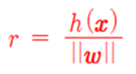 r = h(x) / ||w||